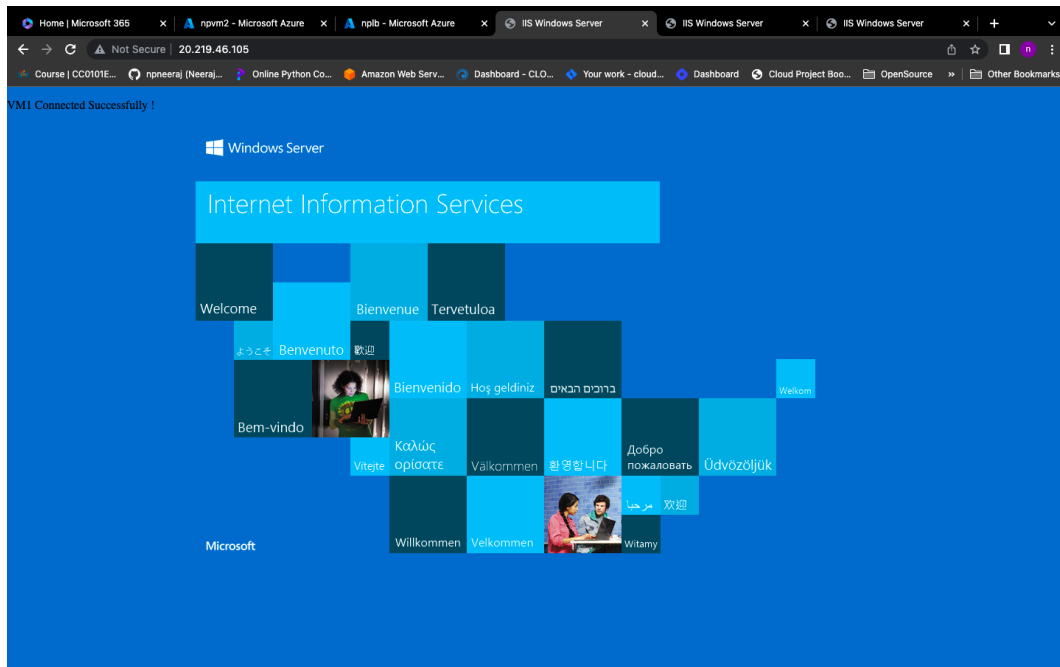 Home | Microsoft 365
npvm2 - Microsoft Azure
nplb - Microsoft Azure
IIS Windows Server
IIS Windows Server
IIS Windows Server
Not Secure | 20.219.46.105
n
Course | CC0101E...
npneeraj (Neeraj...
Online Python Co...
Amazon Web Serv...
Dashboard - CLO...
Your work - cloud...
Dashboard
Cloud Project Boo...
OpenSource
»
Other Bookmarks
VM1 Connected Successfully !
Windows Server
Internet Information Services
Welcome
Bienvenue
Tervetuloa
ようこそ
Benvenuto
歡迎
Bienvenido
Hoş geldiniz
ברוכים הבאים
Welkom
Bem-vindo
Vítejte
Καλώς
ορίσατε
Välkommen
환영합니다
Добро
пожаловать
Üdvözöljük
مرحبا
欢迎
Willkommen
Velkommen
Witamy
Microsoft